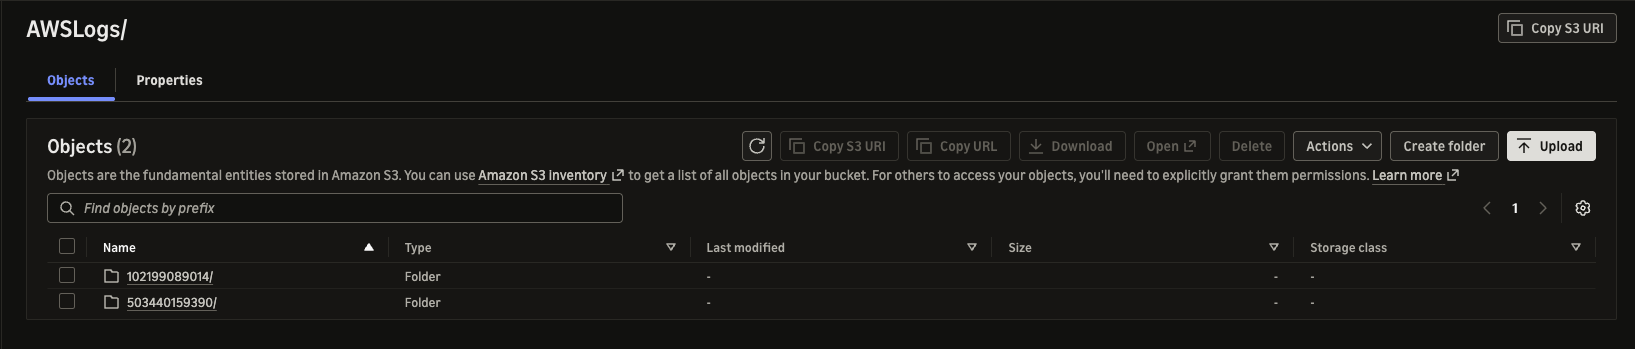 AWSLogs/
Copy S3 URI
Objects
Properties
Objects (2)
Copy S3 URI
Copy URL
Download
Open
Delete
Actions
Create folder
Upload
Objects are the fundamental entities stored in Amazon S3. You can use Amazon S3 inventory to get a list of all objects in your bucket. For others to access your objects, you'll need to explicitly grant them permissions. Learn more
Find objects by prefix
1
Name Type Last modified Size Storage class
102199089014/ Folder - - -
503440159390/ Folder - - -